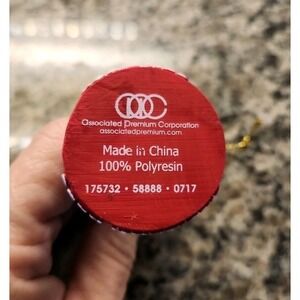 Associated Premium Corporation
associatedpremium.com
Made in China
100% Polyresin
175732 • 58888 • 0717